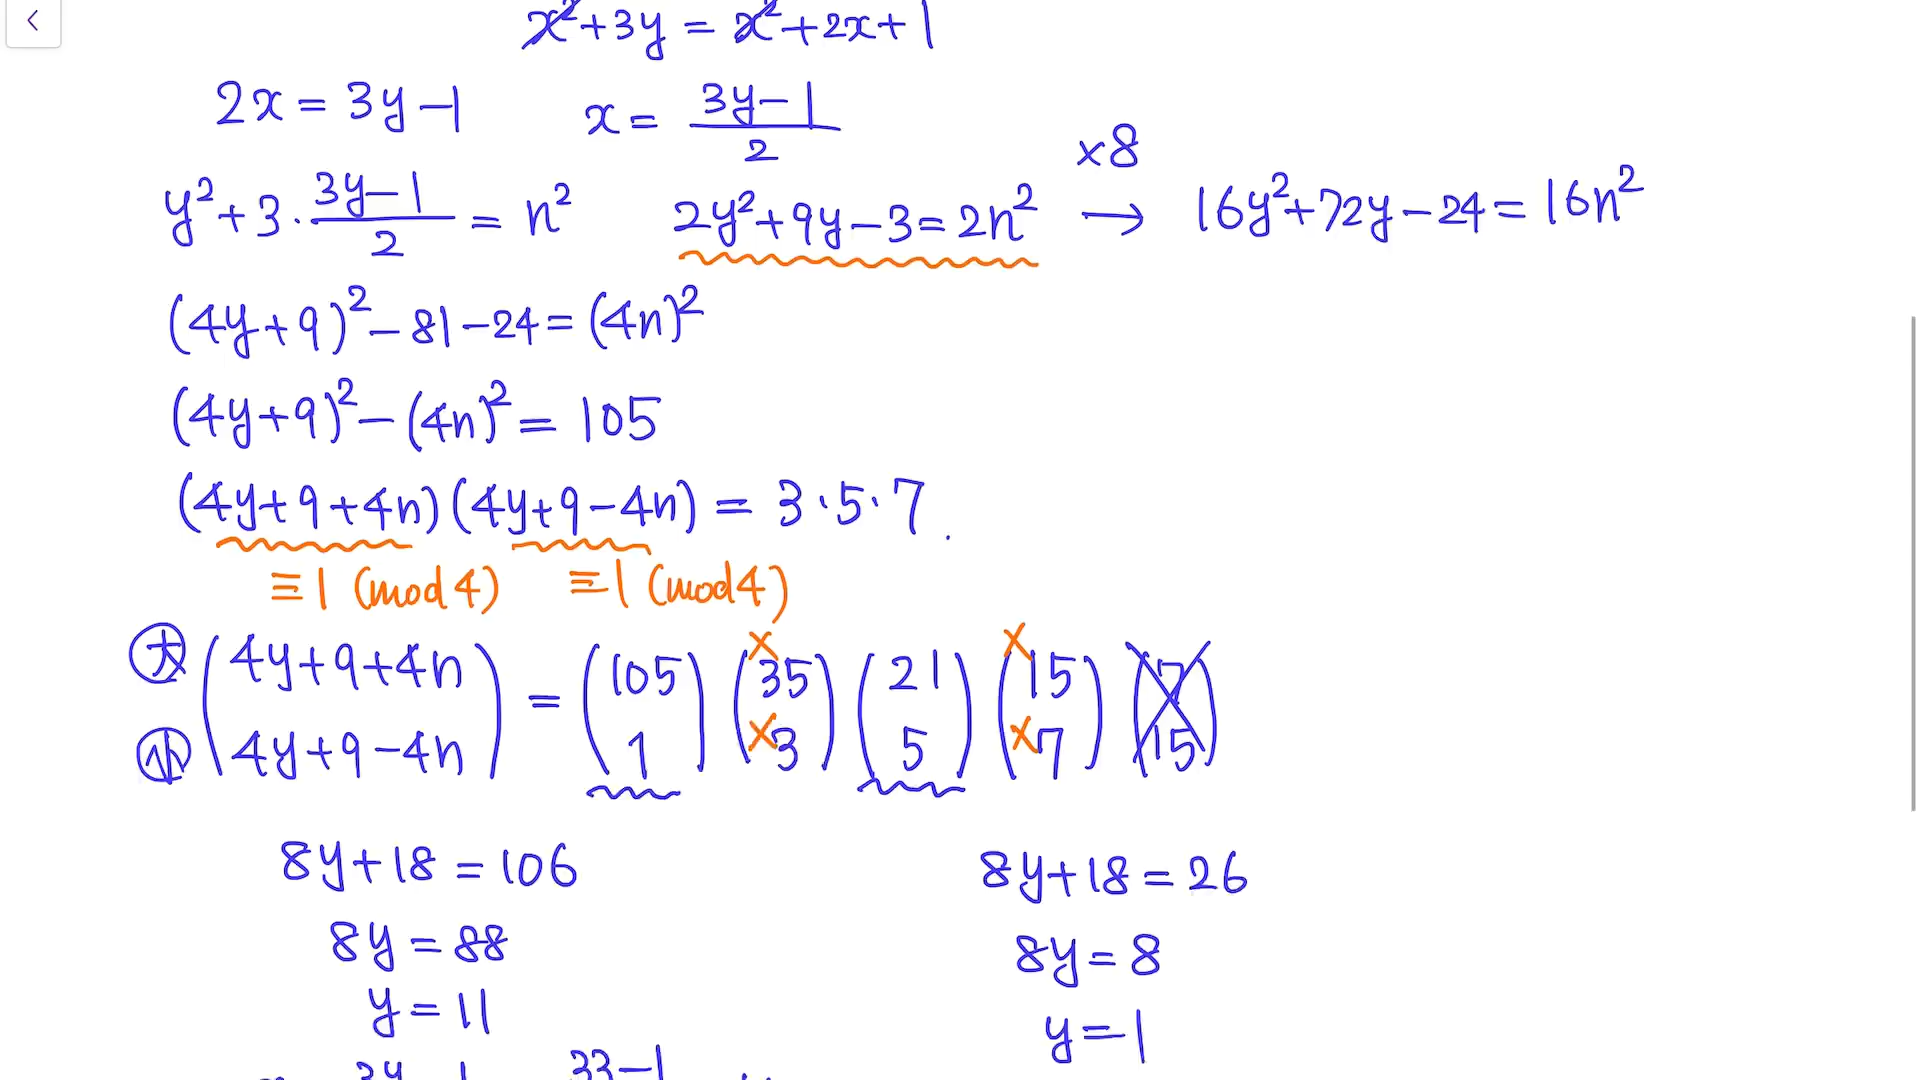 x²+3y = x²+2x+1
2x = 3y-1    x = (3y-1)/2
×8
y²+3·(3y-1)/2 = n²    2y²+9y-3=2n² → 16y²+72y-24=16n²
(4y+9)²-81-24=(4n)²
(4y+9)²-(4n)²=105
(4y+9+4n)(4y+9-4n)=3·5·7.
≡1 (mod 4)    ≡1 (mod 4)
大 (4y+9+4n) = (105) (×35) (21) (×15) (7)
小 (4y+9-4n) (1) (×3) (5) (×7) (15)
8y+18=106    8y+18=26
8y=88    8y=8
y=11    y=1
33-1